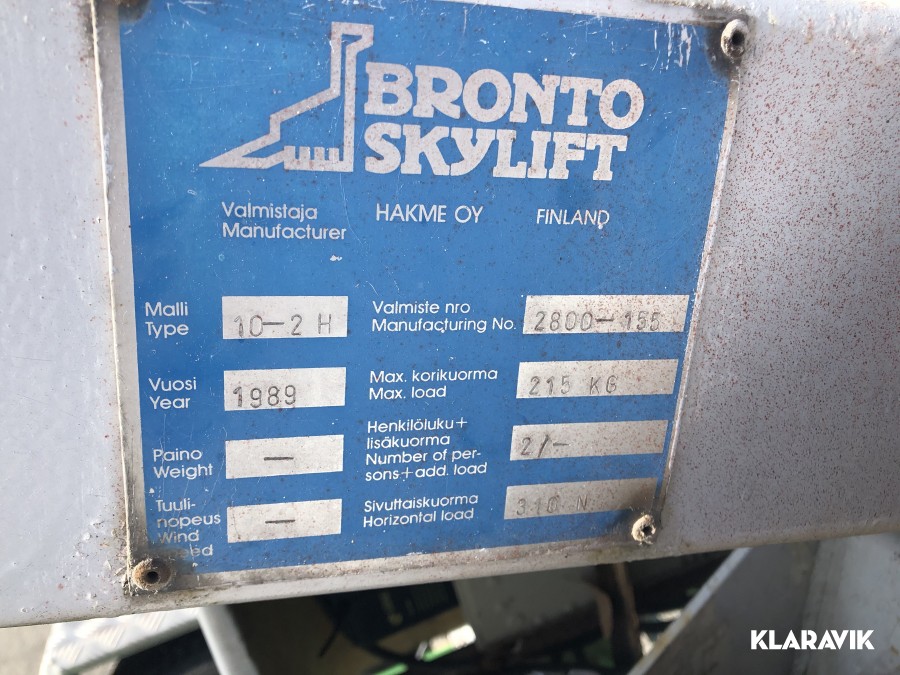 BRONTO
SKYLIFT
Valmistaja HAKME OY FINLAND
Manufacturer
Malli
Type 10-2 H
Valmiste nro
Manufacturing No. 2800-155
Vuosi
Year 1989
Max. korikuorma
Max. load 215 KG
Paino
Weight –
Henkilöluku+
lisäkuorma
Number of per-
sons+add. load 2/-
Tuuli-
nopeus
Wind –
Sivuttaiskuorma
Horizontal load N
KLARAVIK